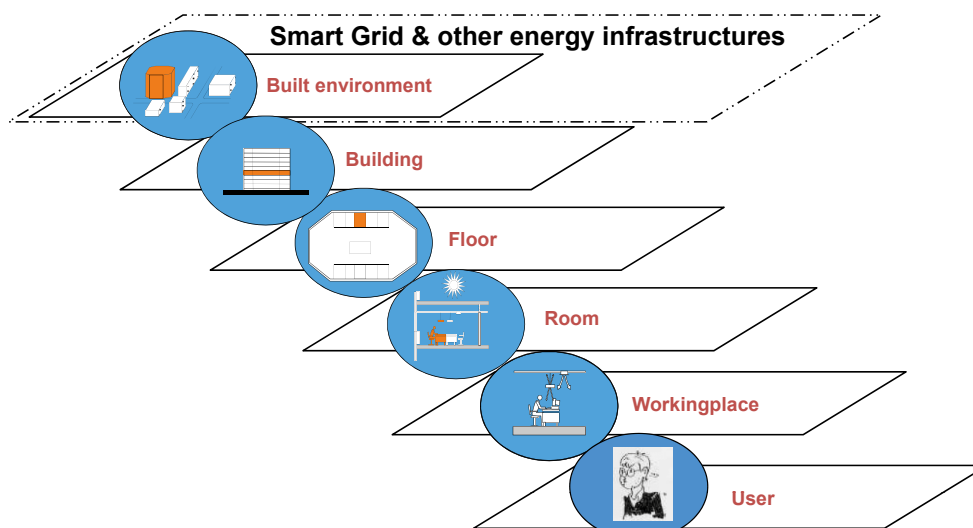 Smart Grid & other energy infrastructures
Built environment
Building
Floor
Room
Workingplace
User